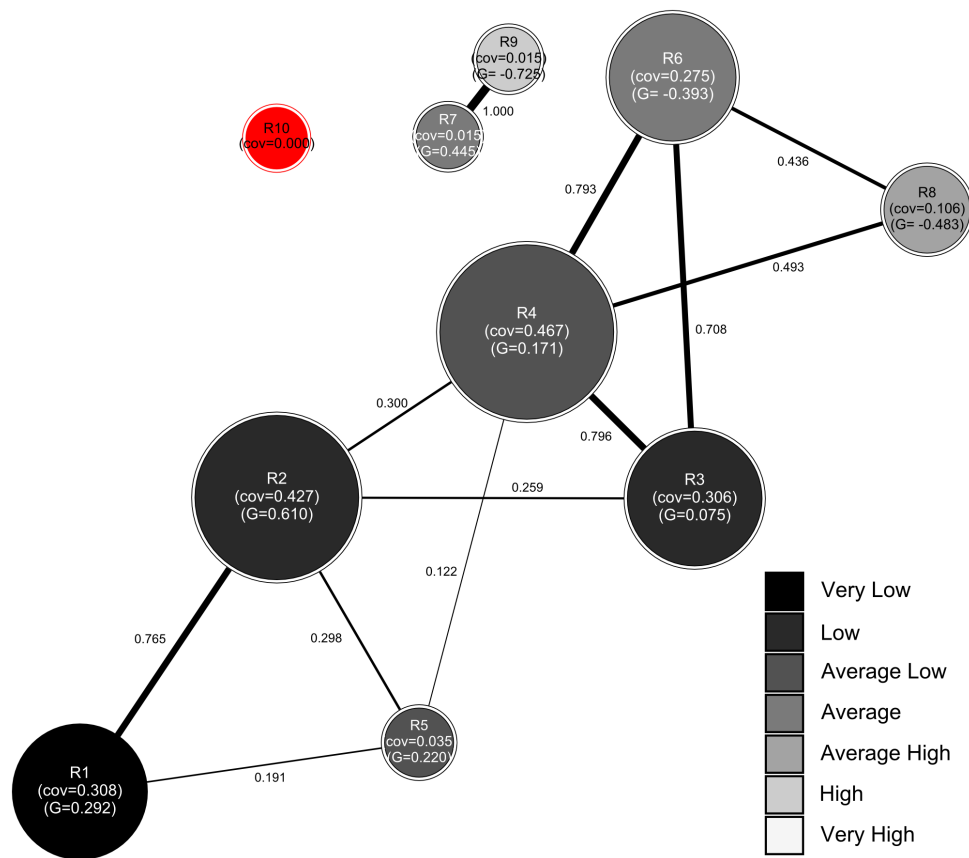 R9
(cov=0.015)
(G= -0.725)
R6
(cov=0.275)
(G= -0.393)
1.000
R10
(cov=0.000)
R7
(cov=0.015)
(G=0.445)
0.436
0.793
R8
(cov=0.106)
(G= -0.483)
0.493
R4
(cov=0.467)
(G=0.171)
0.708
0.300
0.796
R2
(cov=0.427)
(G=0.610)
0.259
R3
(cov=0.306)
(G=0.075)
0.122
0.765
0.298
R5
cov=0.035
(G=0.220)
R1
(cov=0.308)
(G=0.292)
0.191
Very Low
Low
Average Low
Average
Average High
High
Very High